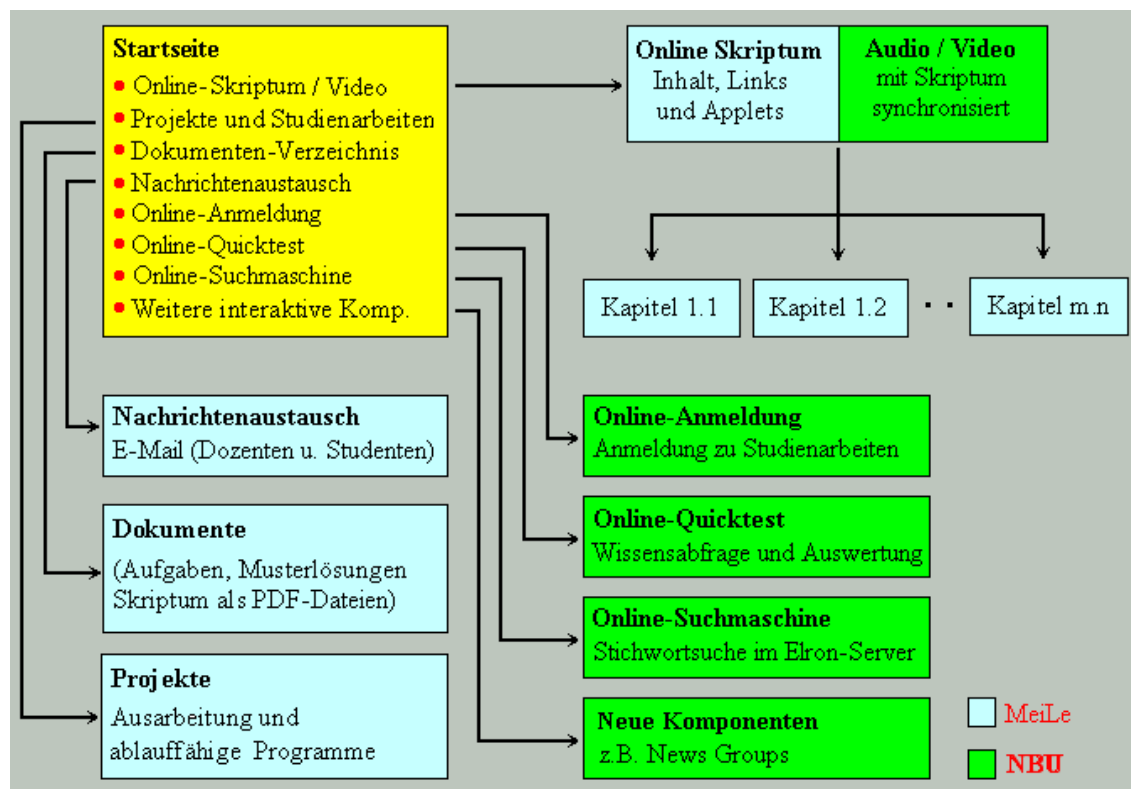 Startseite
• Online-Skriptum / Video
• Projekte und Studienarbeiten
• Dokumenten-Verzeichnis
• Nachrichtenaustausch
• Online-Anmeldung
• Online-Quicktest
• Online-Suchmaschine
• Weitere interaktive Komp.
Online Skriptum
Inhalt, Links
und Applets
Audio / Video
mit Skriptum
synchronisiert
Kapitel 1.1
Kapitel 1.2
· ·
Kapitel m.n
Nachrichtenaustausch
E-Mail (Dozenten u. Studenten)
Dokumente
(Aufgaben, Musterlösungen
Skriptum als PDF-Dateien)
Projekte
Ausarbeitung und
ablauffähige Programme
Online-Anmeldung
Anmeldung zu Studienarbeiten
Online-Quicktest
Wissensabfrage und Auswertung
Online-Suchmaschine
Stichwortsuche im Elron-Server
Neue Komponenten
z.B. News Groups
MeiLe
NBU